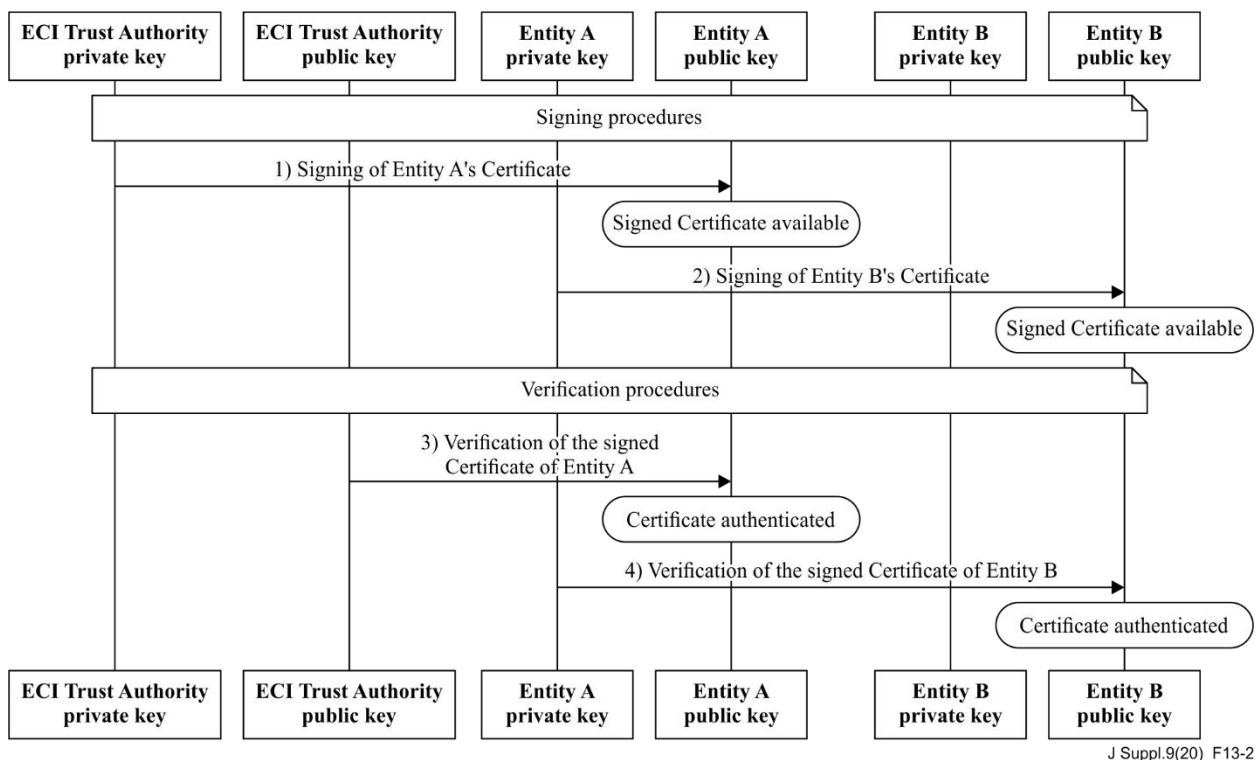 ECI Trust Authority
private key
ECI Trust Authority
public key
Entity A
private key
Entity A
public key
Entity B
private key
Entity B
public key
Signing procedures
1) Signing of Entity A's Certificate
Signed Certificate available
2) Signing of Entity B's Certificate
Signed Certificate available
Verification procedures
3) Verification of the signed
Certificate of Entity A
Certificate authenticated
4) Verification of the signed Certificate of Entity B
Certificate authenticated
ECI Trust Authority
private key
ECI Trust Authority
public key
Entity A
private key
Entity A
public key
Entity B
private key
Entity B
public key
J Suppl.9(20)_F13-2